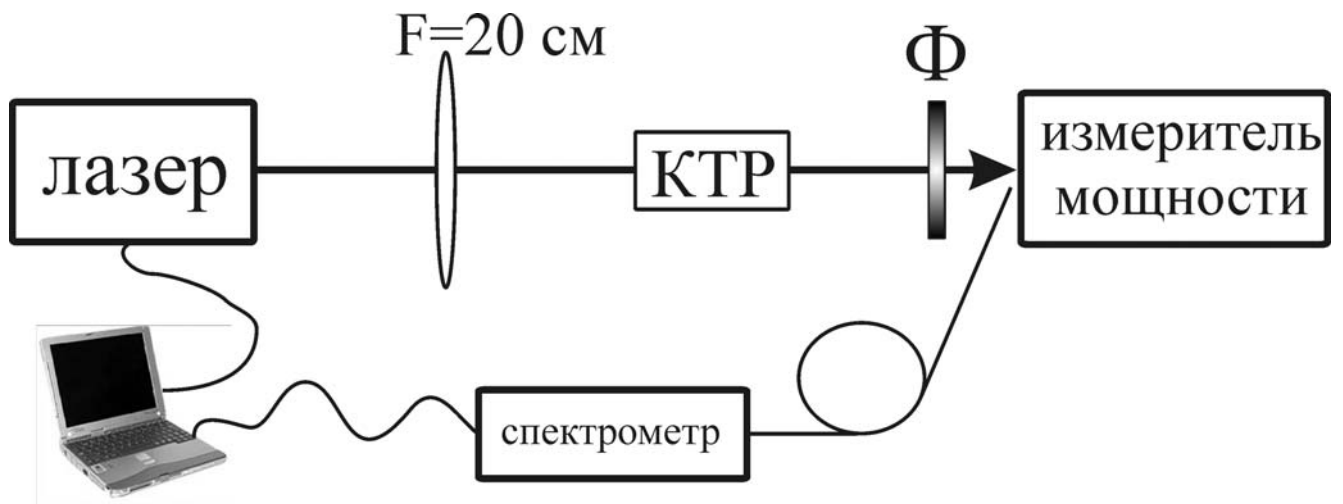 F=20 см
Ф
лазер
КТР
измеритель
мощности
спектрометр